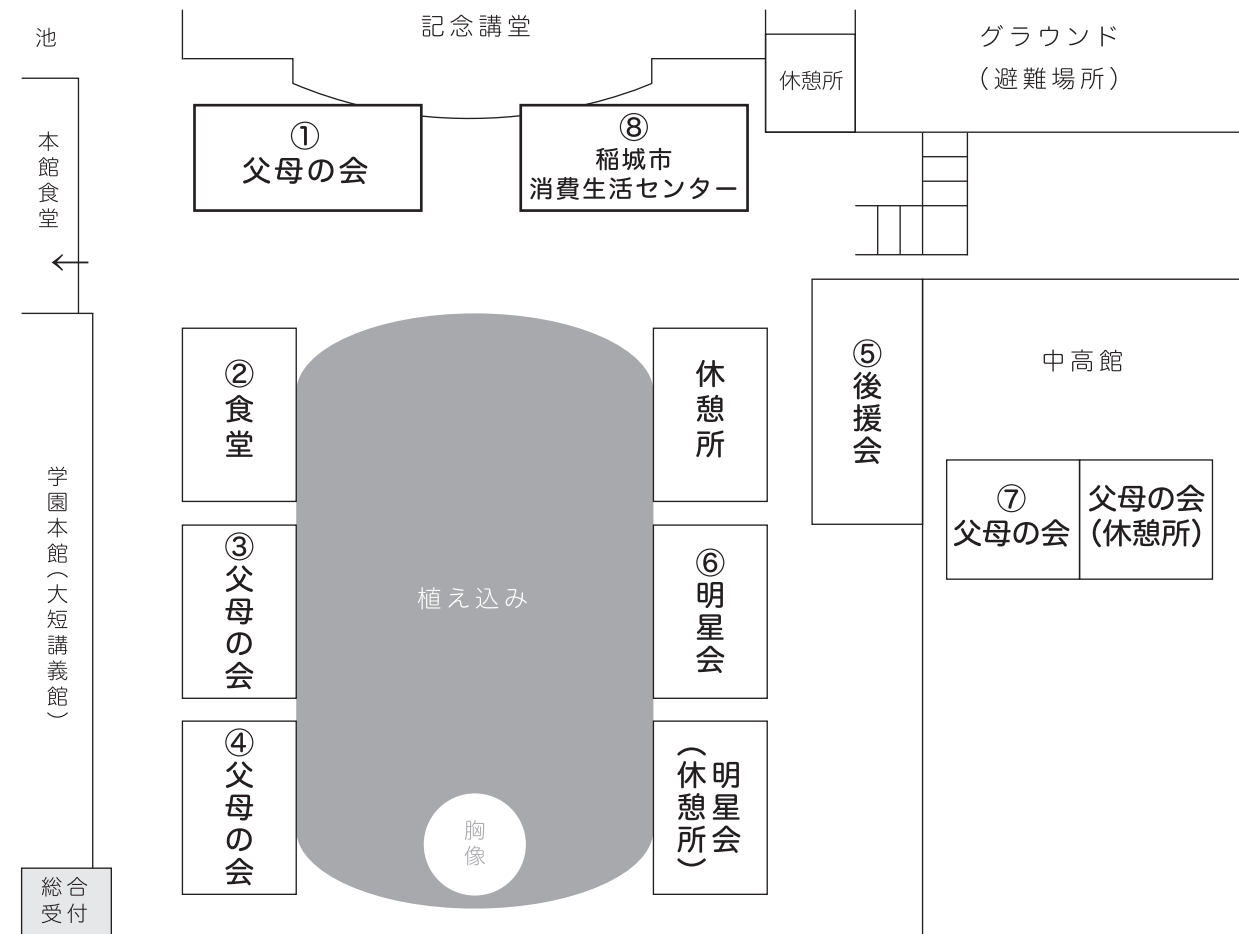 池
記念講堂
休憩所
グラウンド
（避難場所）
本館食堂
①
父母の会
⑧
稲城市
消費生活センター
②食堂
休憩所
⑤後援会
中高館
学園本館（大短講義館）
③父母の会
植え込み
⑥明星会
⑦
父母の会
父母の会
（休憩所）
④父母の会
胸像
明星会
（休憩所）
総合
受付